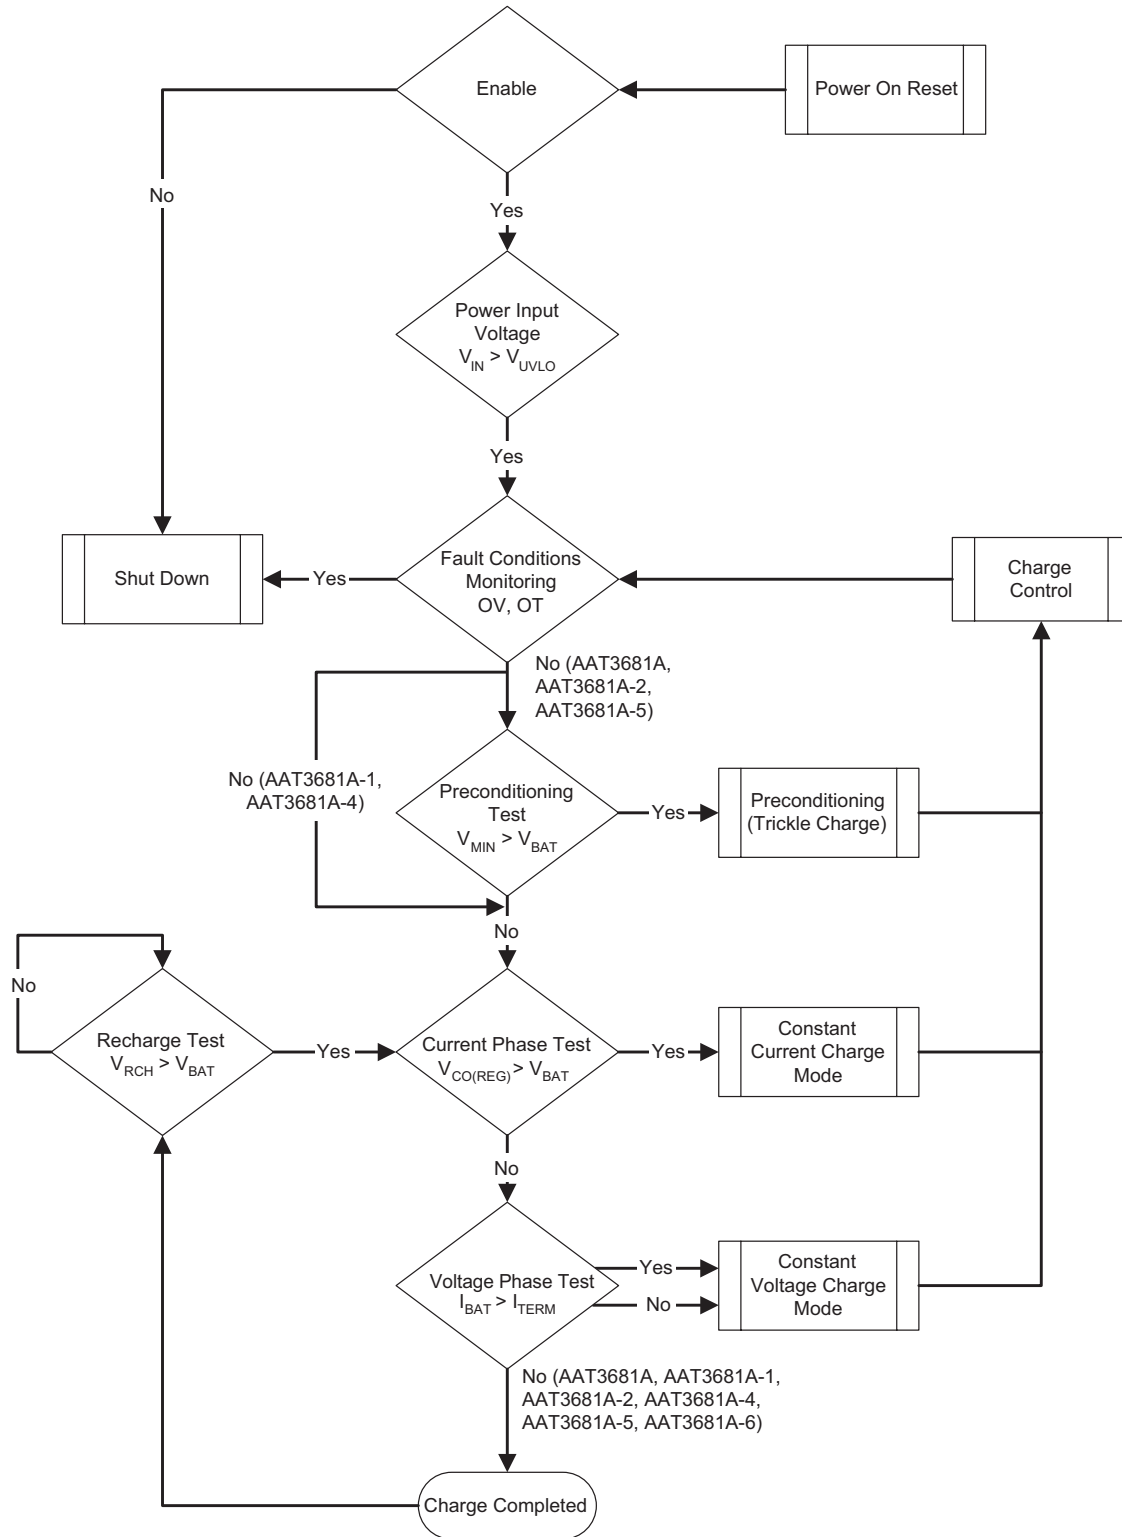 Enable
Power On Reset
No
Yes
Power Input
Voltage
V_IN > V_UVLO
Yes
Shut Down
Yes
Fault Conditions
Monitoring
OV, OT
Charge
Control
No (AAT3681A,
AAT3681A-2,
AAT3681A-5)
No (AAT3681A-1,
AAT3681A-4)
Preconditioning
Test
V_MIN > V_BAT
Yes
Preconditioning
(Trickle Charge)
No
No
Recharge Test
V_RCH > V_BAT
Yes
Current Phase Test
V_CO(REG) > V_BAT
Yes
Constant
Current Charge
Mode
No
Voltage Phase Test
I_BAT > I_TERM
Yes
No
Constant
Voltage Charge
Mode
No (AAT3681A, AAT3681A-1,
AAT3681A-2, AAT3681A-4,
AAT3681A-5, AAT3681A-6)
Charge Completed